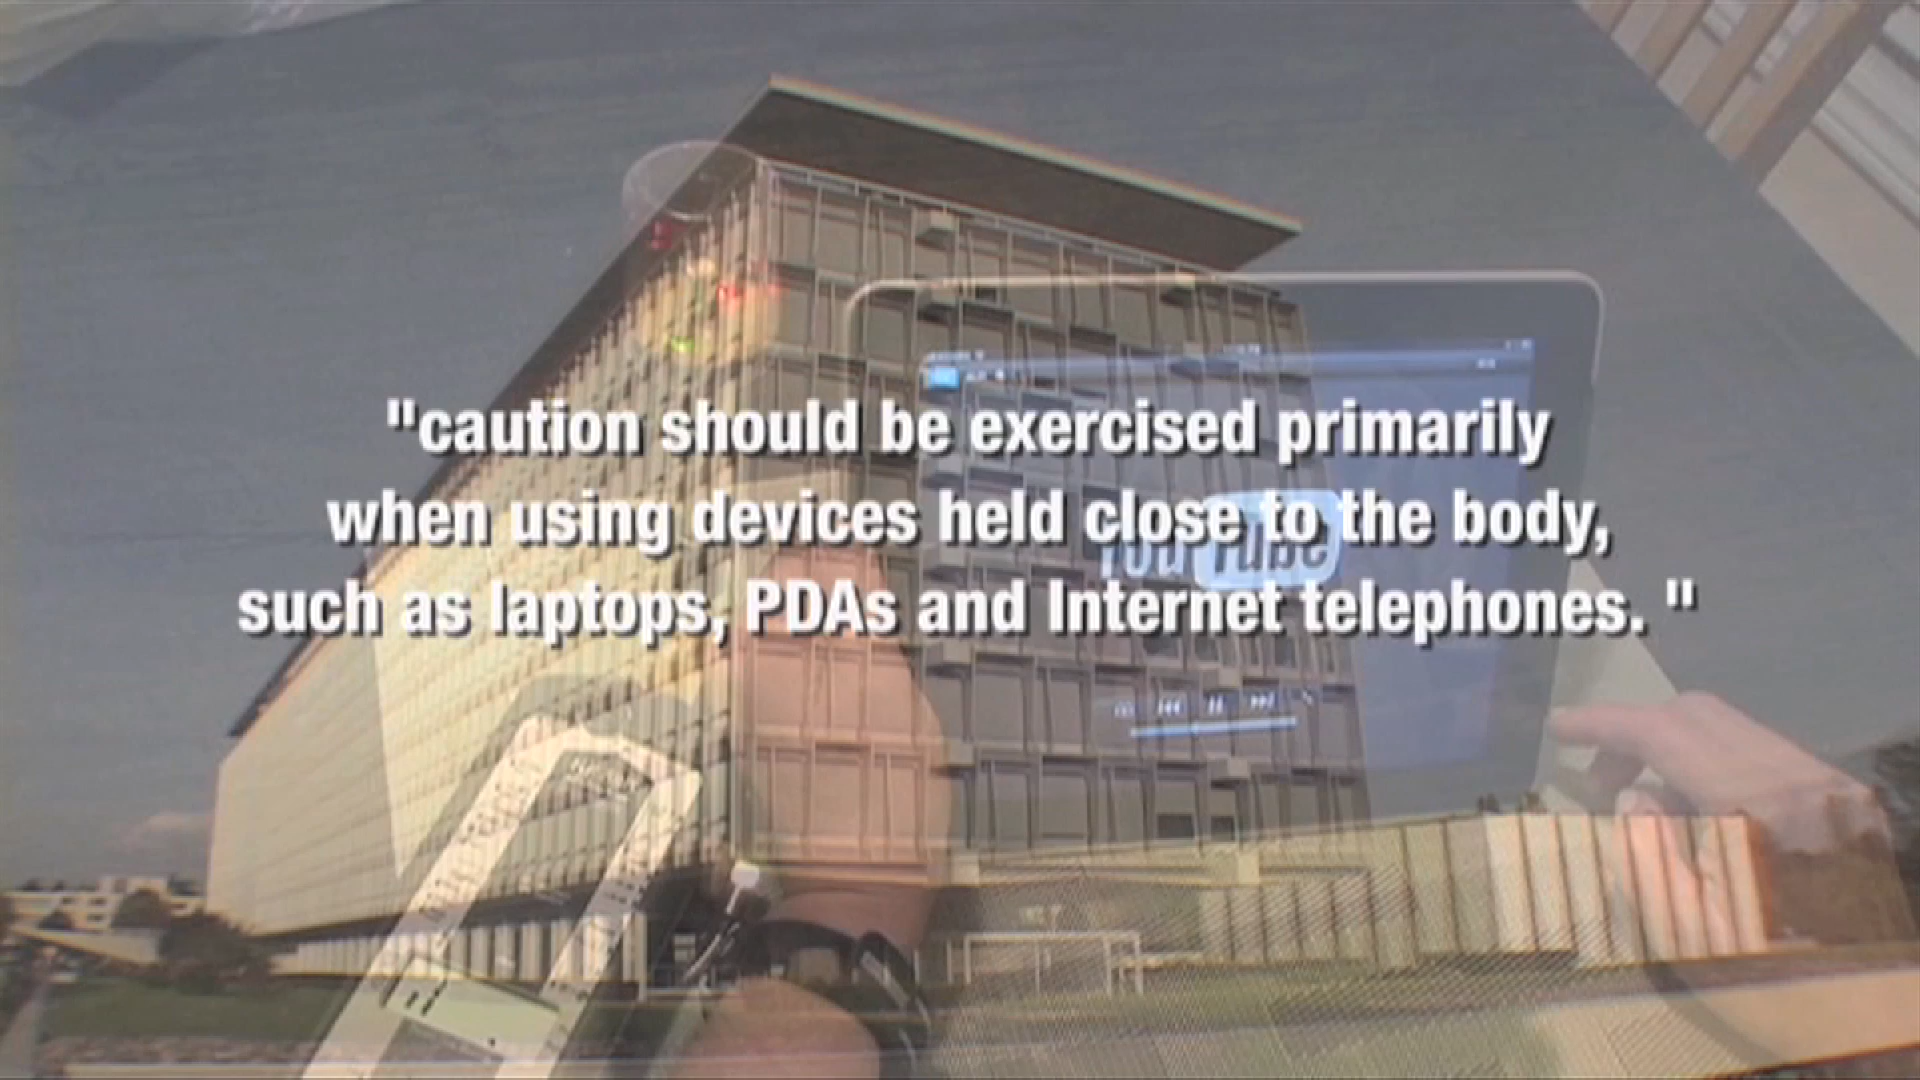 "caution should be exercised primarily
when using devices held close to the body,
such as laptops, PDAs and Internet telephones. "
YouTube